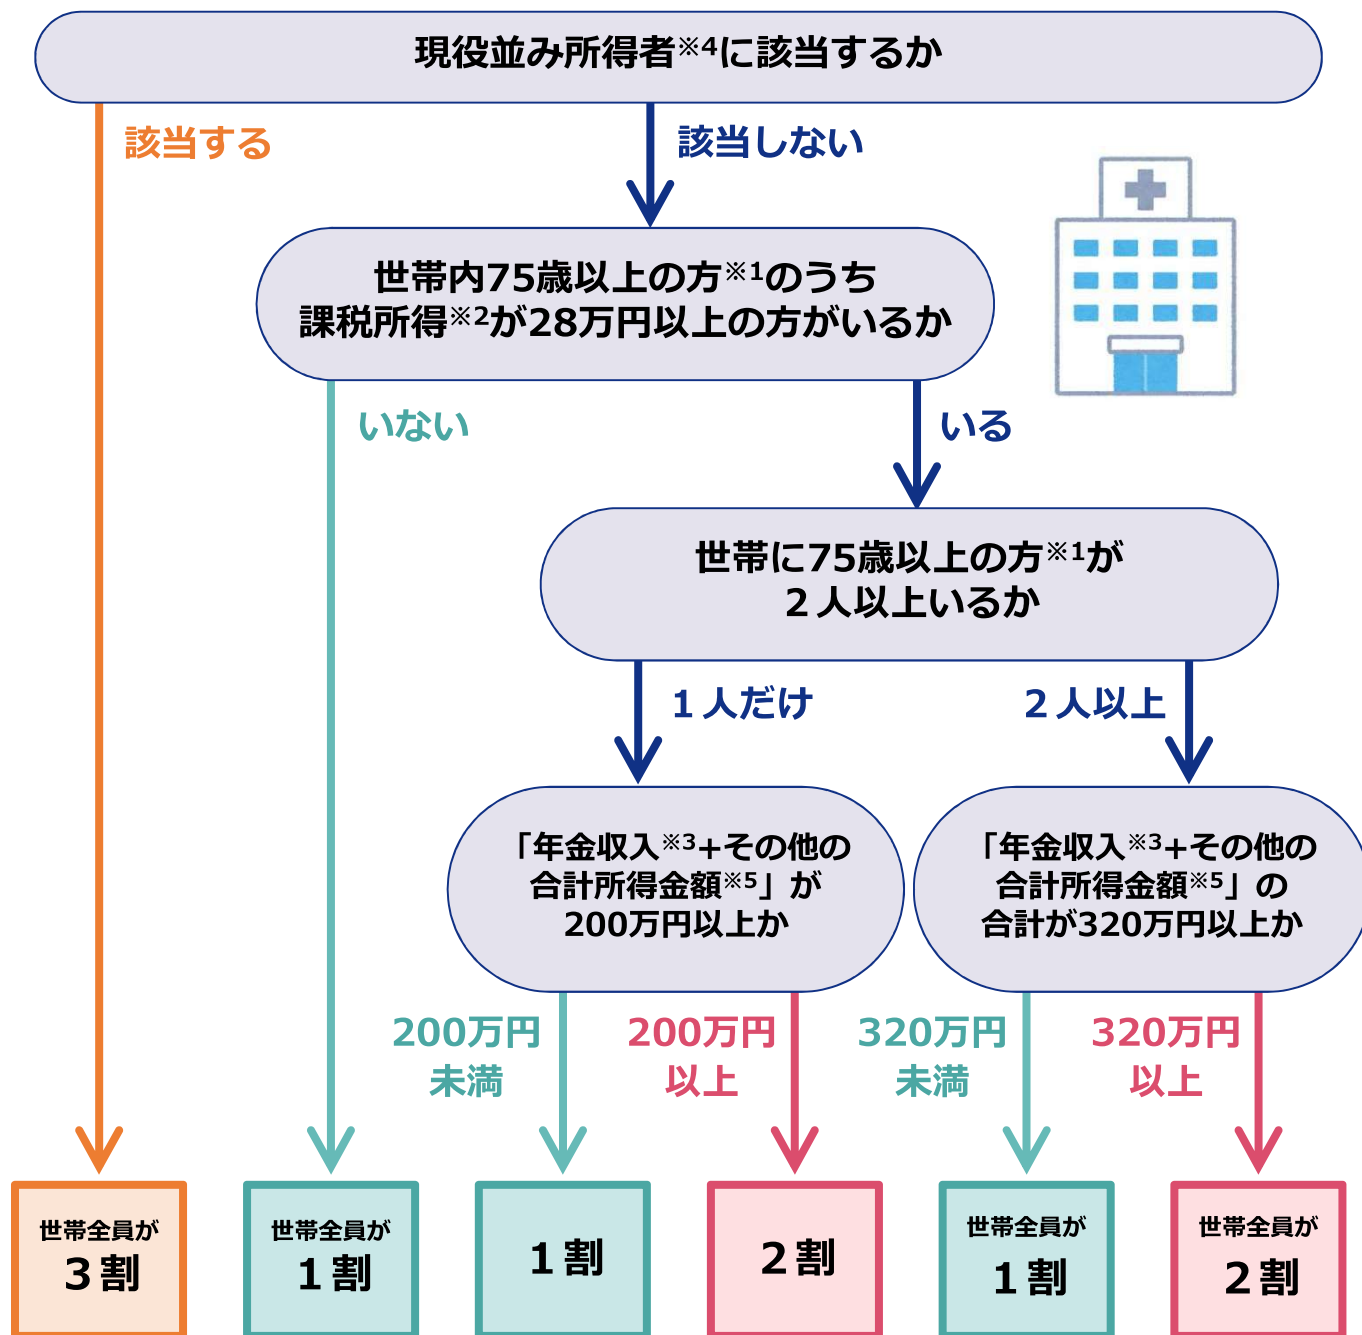 現役並み所得者※4に該当するか
該当する
該当しない
世帯内75歳以上の方※1のうち
課税所得※2が28万円以上の方がいるか
いない
いる
世帯に75歳以上の方※1が
２人以上いるか
１人だけ
２人以上
「年金収入※3+その他の
合計所得金額※5」が
200万円以上か
「年金収入※3+その他の
合計所得金額※5」の
合計が320万円以上か
200万円
未満
200万円
以上
320万円
未満
320万円
以上
世帯全員が
３割
世帯全員が
１割
１割
２割
世帯全員が
１割
世帯全員が
２割